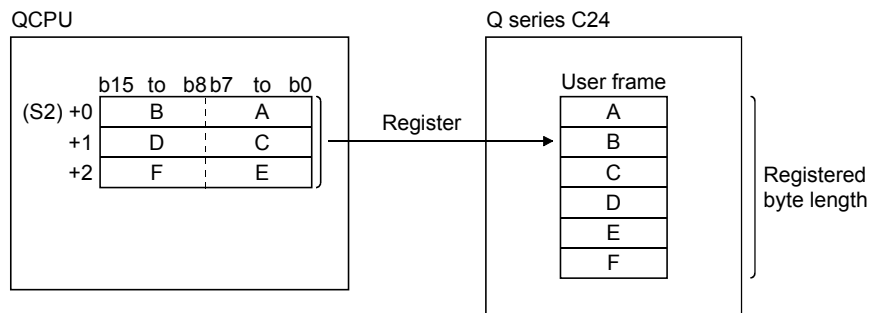 QCPU
Q series C24
b15 to b8 b7 to b0
User frame
(S2) +0 B A
+1 D C
+2 F E
Register
A
B
C
D
E
F
Registered
byte length